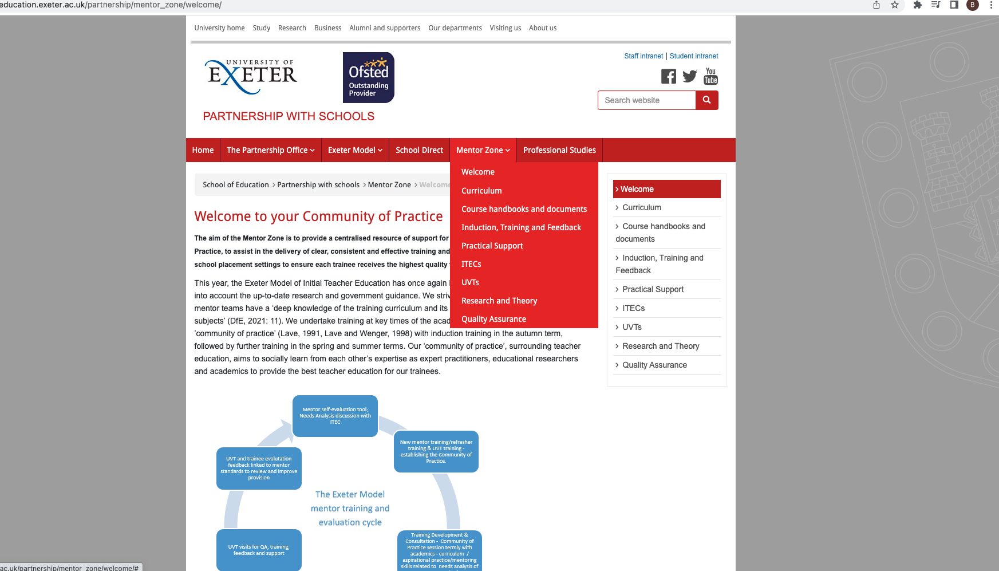 education.exeter.ac.uk/partnership/mentor_zone/welcome/
B
University home Study Research Business Alumni and supporters Our departments Visiting us About us
Staff intranet | Student intranet
UNIVERSITY OF
EXETER
Ofsted
Outstanding
Provider
You
Tube
Search website
PARTNERSHIP WITH SCHOOLS
Home The Partnership Office Exeter Model School Direct Mentor Zone Professional Studies
Welcome
Curriculum
Course handbooks and documents
Induction, Training and Feedback
Practical Support
ITECs
UVTs
Research and Theory
Quality Assurance
School of Education > Partnership with schools > Mentor Zone > Welcome
Welcome to your Community of Practice
The aim of the Mentor Zone is to provide a centralised resource of support for
Practice, to assist in the delivery of clear, consistent and effective training and
school placement settings to ensure each trainee receives the highest quality
This year, the Exeter Model of Initial Teacher Education has once again
into account the up-to-date research and government guidance. We striv
mentor teams have a ‘deep knowledge of the training curriculum and its
subjects’ (DfE, 2021: 11). We undertake training at key times of the acad
’community of practice’ (Lave, 1991, Lave and Wenger, 1998) with induction training in the autumn term,
followed by further training in the spring and summer terms. Our ‘community of practice’, surrounding teacher
education, aims to socially learn from each other’s expertise as expert practitioners, educational researchers
and academics to provide the best teacher education for our trainees.
> Welcome
> Curriculum
> Course handbooks and
documents
> Induction, Training and
Feedback
> Practical Support
> ITECs
> UVTs
> Research and Theory
> Quality Assurance
Mentor self-evaluation tool;
Needs Analysis discussion with
ITEC
New mentor training/refresher
training & UVT training -
establishing the Community of
Practice.
UVT and trainee evalutation
feedback linked to mentor
standards to review and improve
provision
The Exeter Model
mentor training and
evaluation cycle
UVT visits for QA, training,
feedback and support
Training Development &
Consultation - Community of
Practice session termly with
academics - curriculum /
aspirational practice/mentoring
skills related to needs analysis of
ac.uk/partnership/mentor_zone/welcome/#